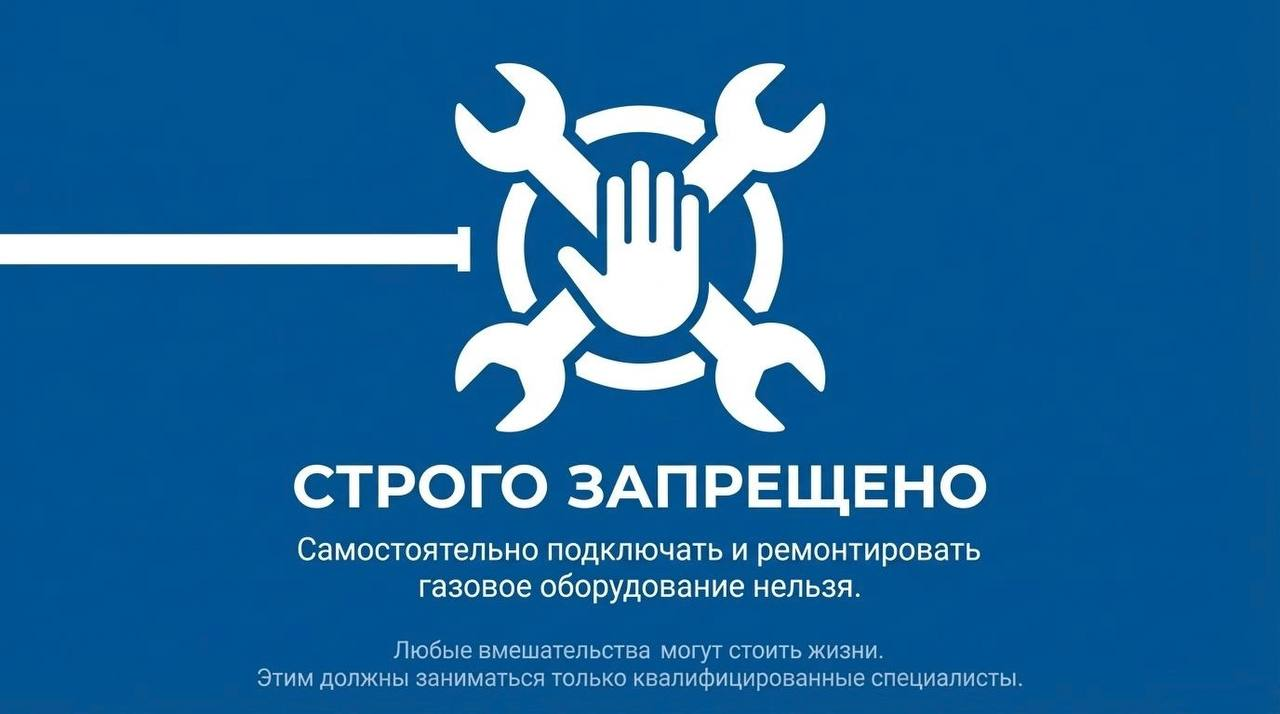 СТРОГО ЗАПРЕЩЕНО
Самостоятельно подключать и ремонтировать
газовое оборудование нельзя.
Любые вмешательства могут стоить жизни.
Этим должны заниматься только квалифицированные специалисты.